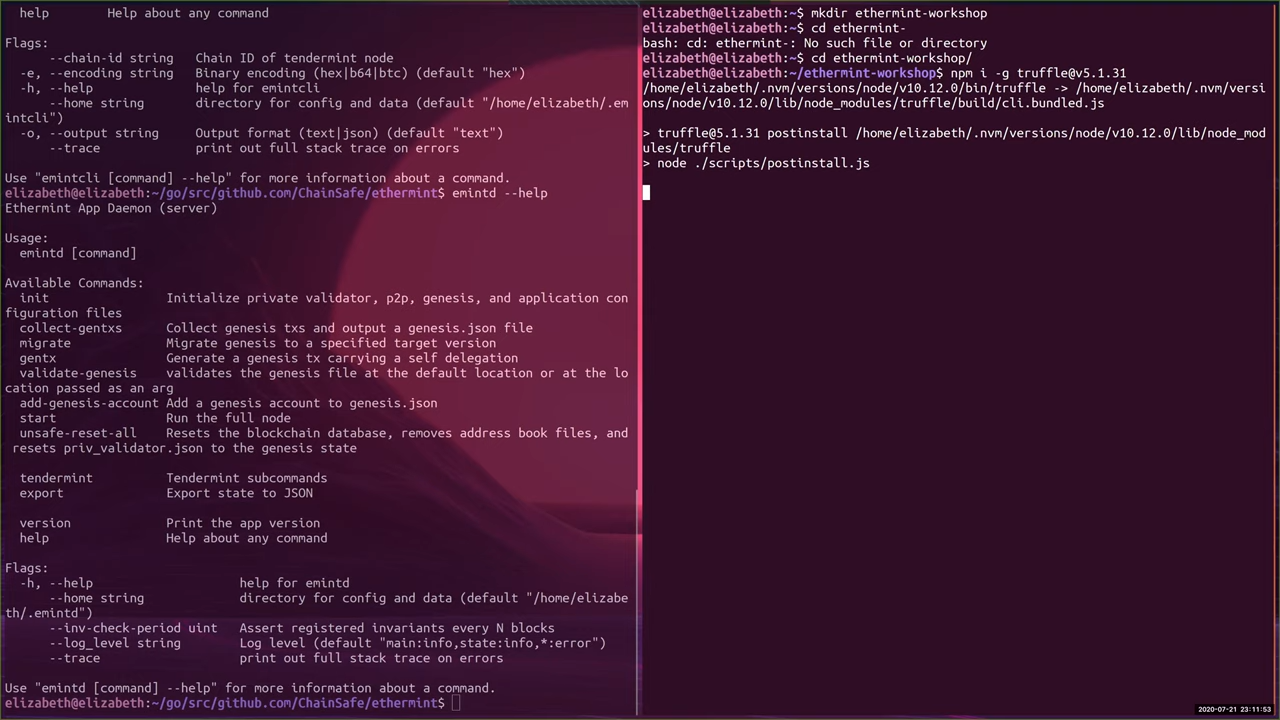 help        Help about any command

Flags:
      --chain-id string   Chain ID of tendermint node
  -e, --encoding string   Binary encoding (hex|b64|btc) (default "hex")
  -h, --help              help for emintcli
      --home string       directory for config and data (default "/home/elizabeth/.em
intcli")
  -o, --output string     Output format (text|json) (default "text")
      --trace             print out full stack trace on errors

Use "emintcli [command] --help" for more information about a command.
elizabeth@elizabeth:~/go/src/github.com/ChainSafe/ethermint$ emintd --help
Ethermint App Daemon (server)

Usage:
  emintd [command]

Available Commands:
  init                Initialize private validator, p2p, genesis, and application con
figuration files
  collect-gentxs      Collect genesis txs and output a genesis.json file
  migrate             Migrate genesis to a specified target version
  gentx               Generate a genesis tx carrying a self delegation
  validate-genesis    validates the genesis file at the default location or at the lo
cation passed as an arg
  add-genesis-account Add a genesis account to genesis.json
  start               Run the full node
  unsafe-reset-all    Resets the blockchain database, removes address book files, and
 resets priv_validator.json to the genesis state

  tendermint          Tendermint subcommands
  export              Export state to JSON

  version             Print the app version
  help                Help about any command

Flags:
  -h, --help                    help for emintd
      --home string             directory for config and data (default "/home/elizabe
th/.emintd")
      --inv-check-period uint   Assert registered invariants every N blocks
      --log_level string        Log level (default "main:info,state:info,*:error")
      --trace                   print out full stack trace on errors

Use "emintd [command] --help" for more information about a command.
elizabeth@elizabeth:~/go/src/github.com/ChainSafe/ethermint$
elizabeth@elizabeth:~$ mkdir ethermint-workshop
elizabeth@elizabeth:~$ cd ethermint-
bash: cd: ethermint-: No such file or directory
elizabeth@elizabeth:~$ cd ethermint-workshop/
elizabeth@elizabeth:~/ethermint-workshop$ npm i -g truffle@v5.1.31
/home/elizabeth/.nvm/versions/node/v10.12.0/bin/truffle -> /home/elizabeth/.nvm/versi
ons/node/v10.12.0/lib/node_modules/truffle/build/cli.bundled.js

> truffle@5.1.31 postinstall /home/elizabeth/.nvm/versions/node/v10.12.0/lib/node_mod
ules/truffle
> node ./scripts/postinstall.js

2020-07-21 23:11:53